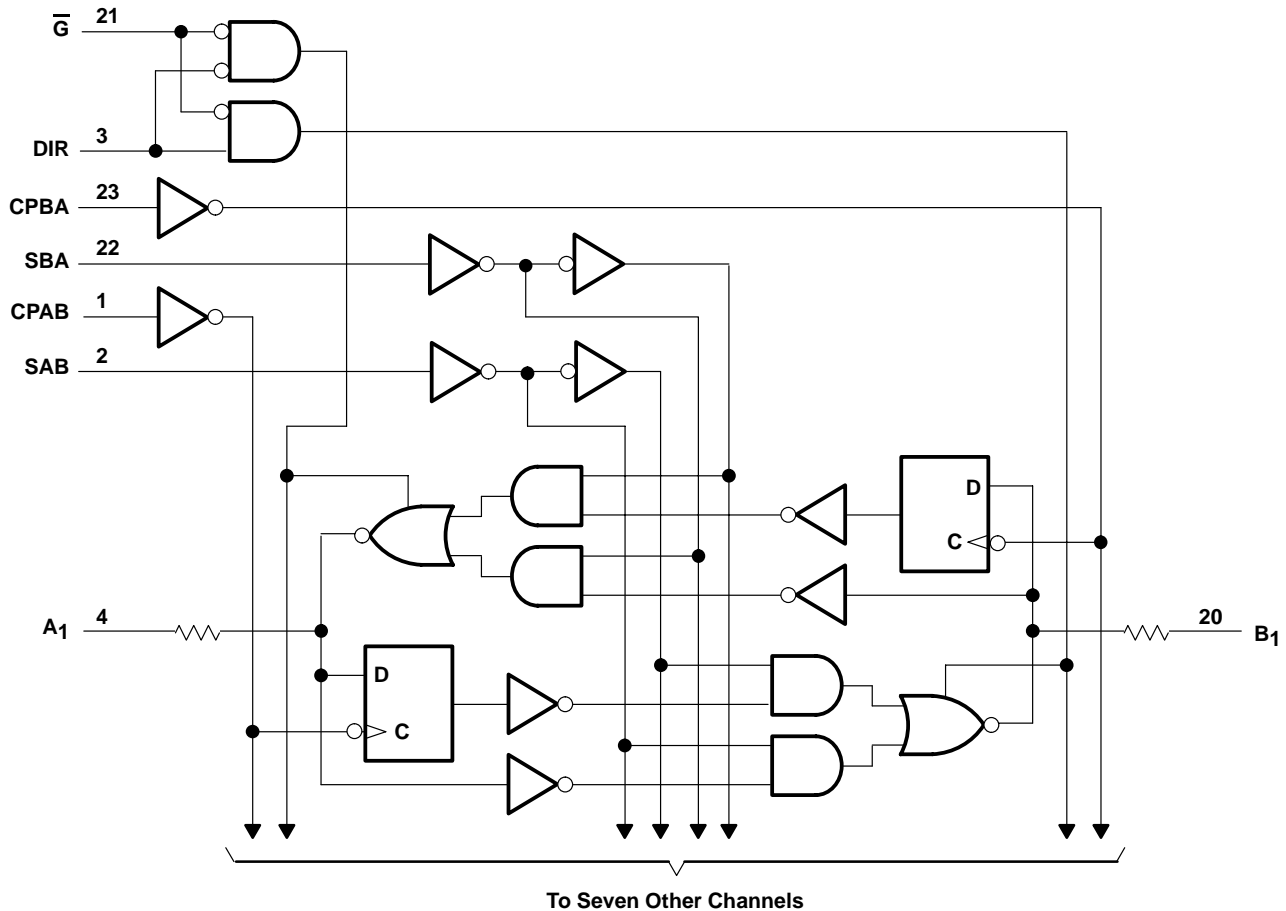 G̅ 21
DIR 3
CPBA 23
SBA 22
CPAB 1
SAB 2
D
C
A1 4
20 B1
D
C
To Seven Other Channels